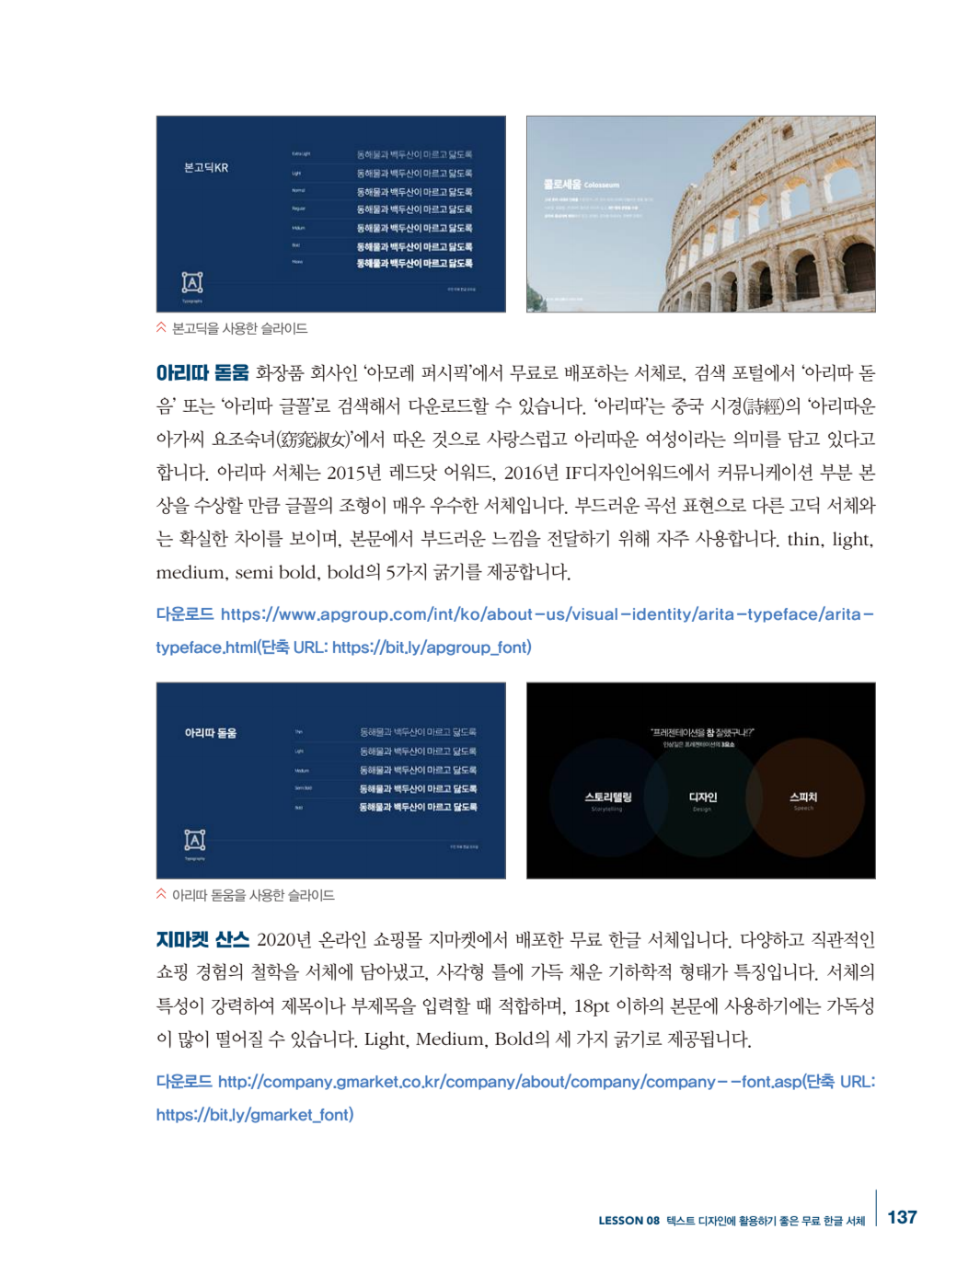 본고딕KR
ExtraLight 동해물과 백두산이 마르고 닳도록
Light 동해물과 백두산이 마르고 닳도록
Normal 동해물과 백두산이 마르고 닳도록
Regular 동해물과 백두산이 마르고 닳도록
Medium 동해물과 백두산이 마르고 닳도록
Bold 동해물과 백두산이 마르고 닳도록
Heavy 동해물과 백두산이 마르고 닳도록
A
Typography
콜로세움 Colosseum
본고딕을 사용한 슬라이드
아리따 돋움 화장품 회사인 ‘아모레 퍼시픽’에서 무료로 배포하는 서체로, 검색 포털에서 ‘아리따 돋
음’ 또는 ‘아리따 글꼴’로 검색해서 다운로드할 수 있습니다. ‘아리따’는 중국 시경(詩經)의 ‘아리따운
아가씨 요조숙녀(窈窕淑女)’에서 따온 것으로 사랑스럽고 아리따운 여성이라는 의미를 담고 있다고
합니다. 아리따 서체는 2015년 레드닷 어워드, 2016년 IF디자인어워드에서 커뮤니케이션 부분 본
상을 수상할 만큼 글꼴의 조형이 매우 우수한 서체입니다. 부드러운 곡선 표현으로 다른 고딕 서체와
는 확실한 차이를 보이며, 본문에서 부드러운 느낌을 전달하기 위해 자주 사용합니다. thin, light,
medium, semi bold, bold의 5가지 굵기를 제공합니다.
다운로드 https://www.apgroup.com/int/ko/about-us/visual-identity/arita-typeface/arita-
typeface.html(단축 URL: https://bit.ly/apgroup_font)
아리따 돋움
Thin 동해물과 백두산이 마르고 닳도록
Light 동해물과 백두산이 마르고 닳도록
Medium 동해물과 백두산이 마르고 닳도록
Semi Bold 동해물과 백두산이 마르고 닳도록
Bold 동해물과 백두산이 마르고 닳도록
A
Typography
“프레젠테이션을 참 잘했구나!?”
인상깊은 프레젠테이션의 3요소
스토리텔링
Storytelling
디자인
Design
스피치
Speech
아리따 돋움을 사용한 슬라이드
지마켓 산스 2020년 온라인 쇼핑몰 지마켓에서 배포한 무료 한글 서체입니다. 다양하고 직관적인
쇼핑 경험의 철학을 서체에 담아냈고, 사각형 틀에 가득 채운 기하학적 형태가 특징입니다. 서체의
특성이 강력하여 제목이나 부제목을 입력할 때 적합하며, 18pt 이하의 본문에 사용하기에는 가독성
이 많이 떨어질 수 있습니다. Light, Medium, Bold의 세 가지 굵기로 제공됩니다.
다운로드 http://company.gmarket.co.kr/company/about/company/company--font.asp(단축 URL:
https://bit.ly/gmarket_font)
LESSON 08 텍스트 디자인에 활용하기 좋은 무료 한글 서체 137